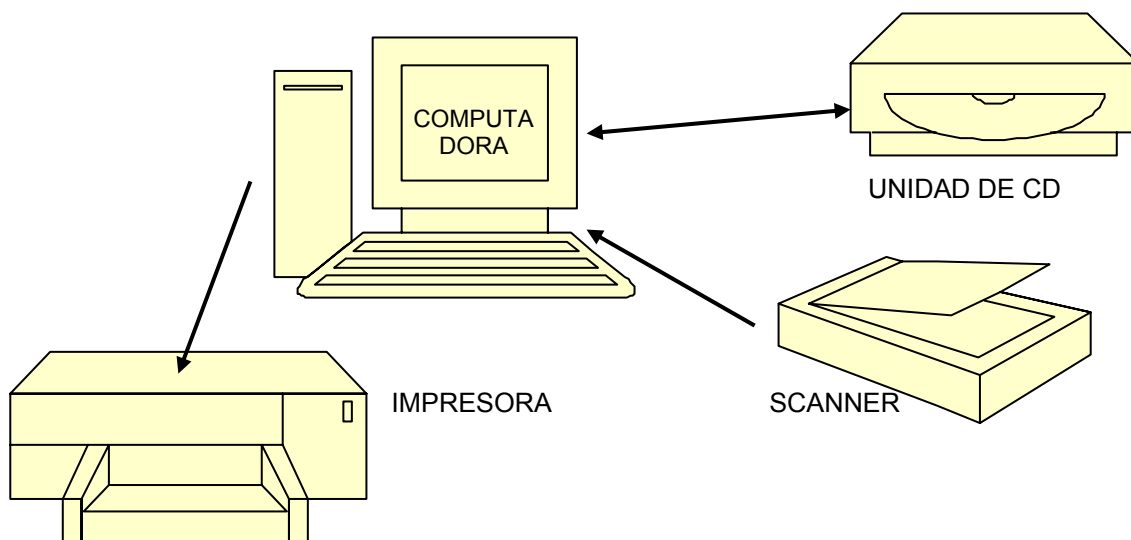 COMPUTA
DORA
UNIDAD DE CD
IMPRESORA
SCANNER